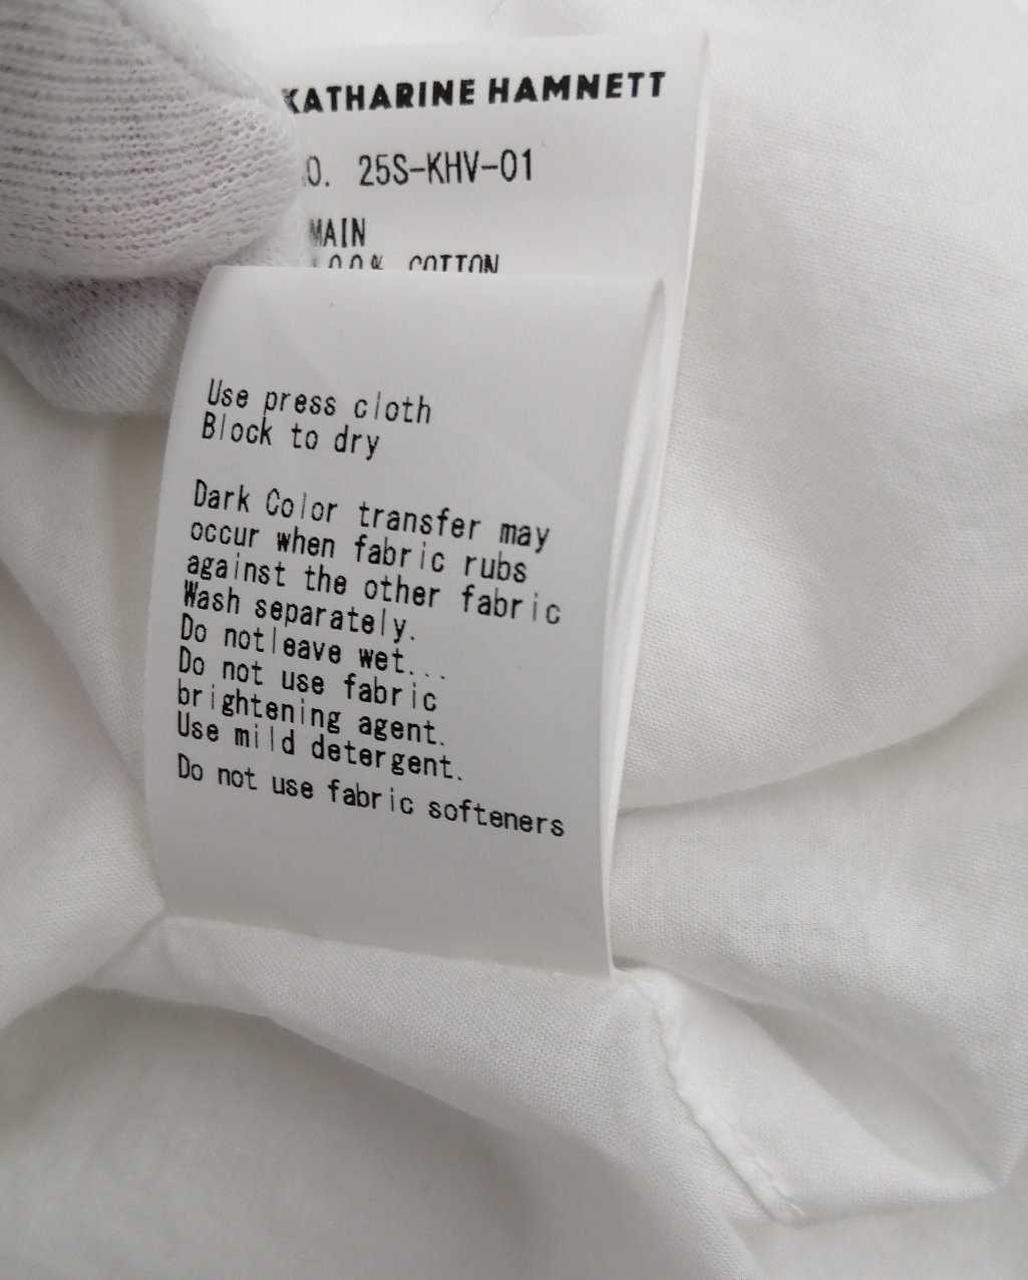 KATHARINE HAMNETT
O. 25S-KHV-01
MAIN
100% COTTON
Use press cloth
Block to dry
Dark Color transfer may
occur when fabric rubs
against the other fabric
Wash separately.
Do notleave wet...
Do not use fabric
brightening agent.
Use mild detergent.
Do not use fabric softeners